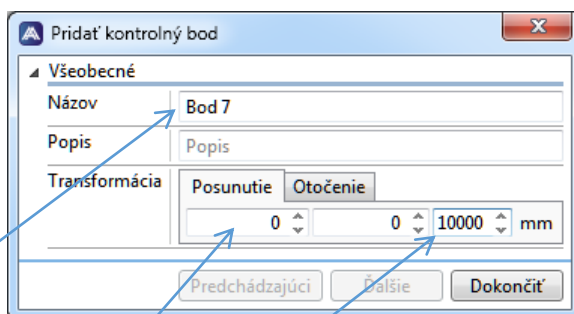 Pridať kontrolný bod
Všeobecné
Názov Bod 7
Popis Popis
Transformácia Posunutie Otočenie
0 0 10000 mm
Predchádzajúci Ďalšie Dokončiť